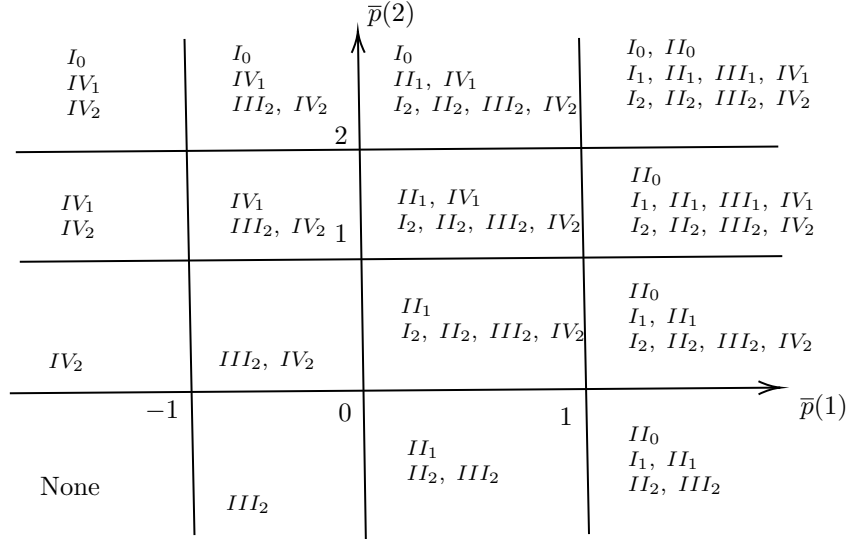 p̅(2)
I₀
IV₁
IV₂
I₀
IV₁
III₂, IV₂
I₀
II₁, IV₁
I₂, II₂, III₂, IV₂
I₀, II₀
I₁, II₁, III₁, IV₁
I₂, II₂, III₂, IV₂
2
IV₁
IV₂
IV₁
III₂, IV₂
II₁, IV₁
I₂, II₂, III₂, IV₂
II₀
I₁, II₁, III₁, IV₁
I₂, II₂, III₂, IV₂
1
IV₂
III₂, IV₂
II₁
I₂, II₂, III₂, IV₂
II₀
I₁, II₁
I₂, II₂, III₂, IV₂
−1
0
1
p̅(1)
None
III₂
II₁
II₂, III₂
II₀
I₁, II₁
II₂, III₂